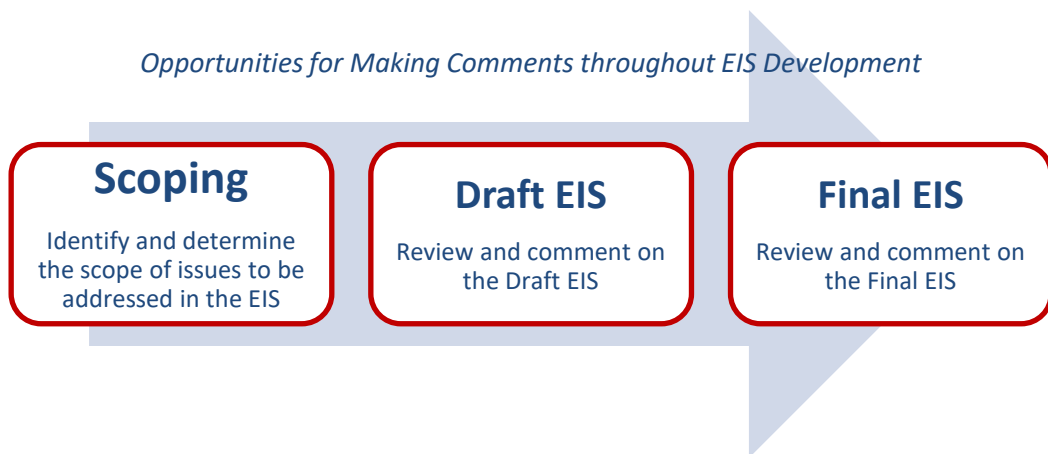 Opportunities for Making Comments throughout EIS Development
Scoping
Identify and determine
the scope of issues to be
addressed in the EIS
Draft EIS
Review and comment on
the Draft EIS
Final EIS
Review and comment on
the Final EIS